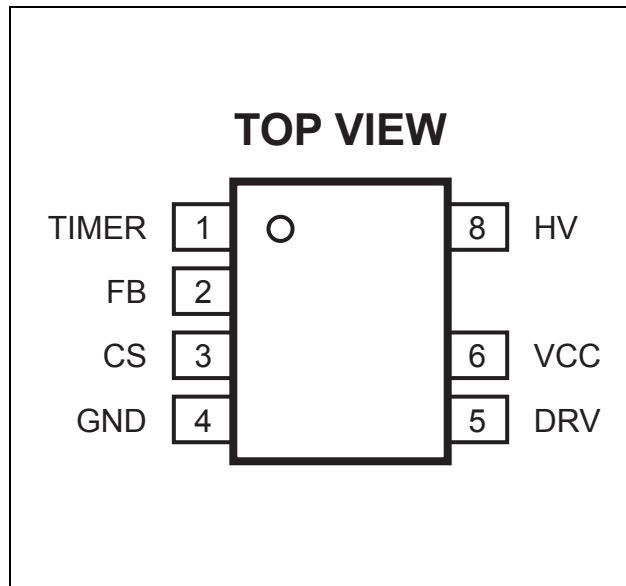 TOP VIEW
TIMER 1 8 HV
FB 2
CS 3 6 VCC
GND 4 5 DRV